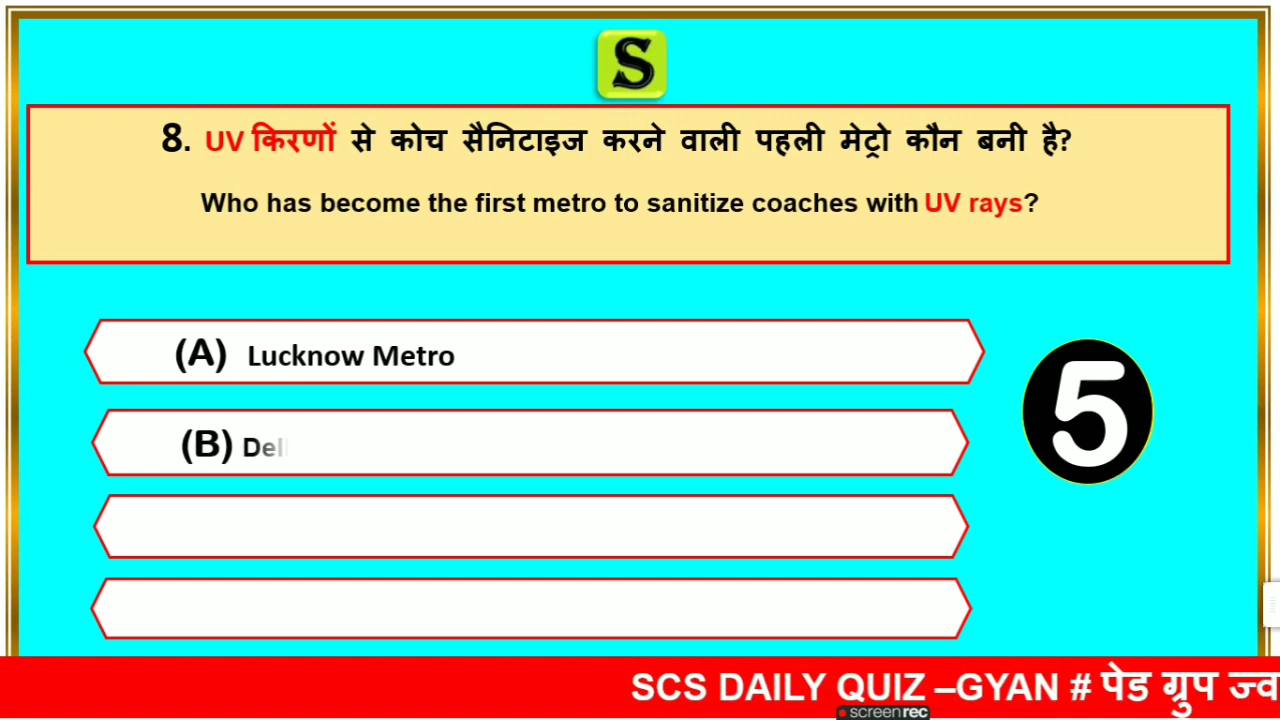 S
8. UV किरणों से कोच सैनिटाइज करने वाली पहली मेट्रो कौन बनी है?
Who has become the first metro to sanitize coaches with UV rays?
(A) Lucknow Metro
(B) Del
5
SCS DAILY QUIZ –GYAN # पेड ग्रुप ज्व
screenrec